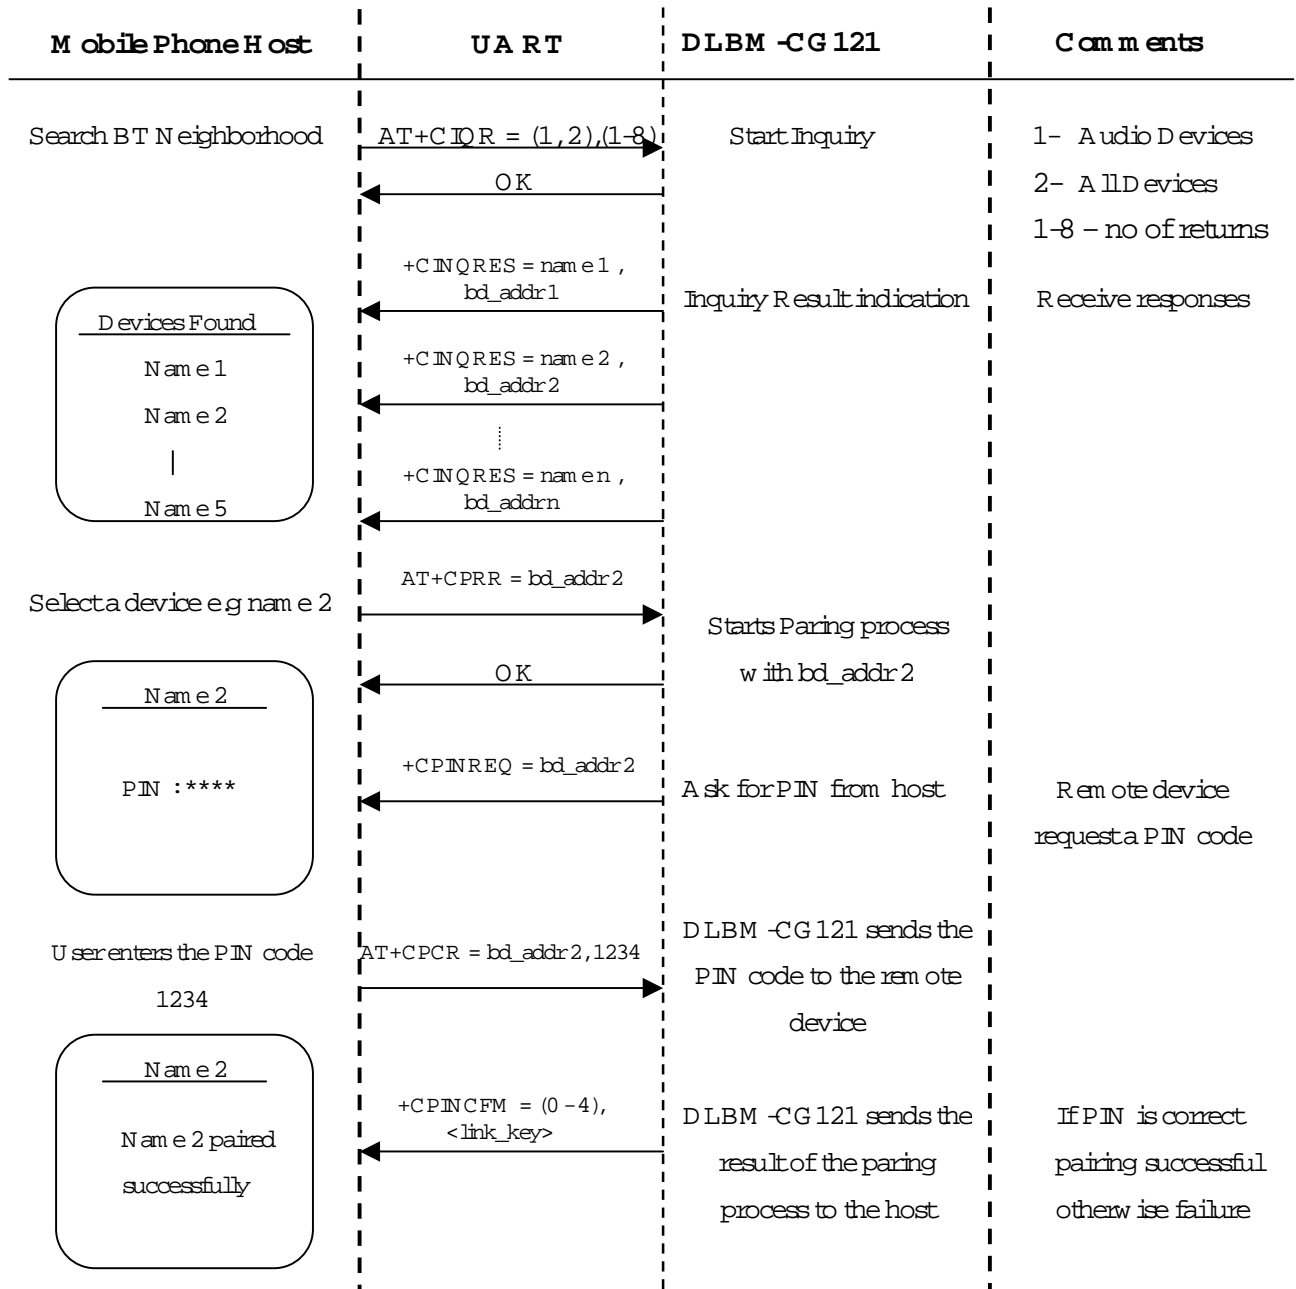 Mobile Phone Host UART DLBM-CG121 Comments
Search BT Neighborhood AT+CIQR = (1,2),(1-8) Start Inquiry 1- Audio Devices
OK 2- All Devices
1-8 – no of returns
+CINQRES = name1 ,
bd_addr1 Inquiry Result indication Receive responses
Devices Found
Name1
+CINQRES = name2 ,
bd_addr2
Name2
|
+CINQRES = namen ,
bd_addrn
Name5
AT+CPRR = bd_addr2
Select a device e.g name2
Starts Paring process
with bd_addr2
OK
Name2
+CPINREQ = bd_addr2
PIN :**** Ask for PIN from host Remote device
request a PIN code
User enters the PIN code
1234
AT+CPCR = bd_addr2,1234
DLBM-CG121 sends the
PIN code to the remote
device
Name2
+CPINCFM = (0-4),
<link_key>
Name2 paired
successfully
DLBM-CG121 sends the
result of the paring
process to the host
If PIN is correct
pairing successful
otherwise failure